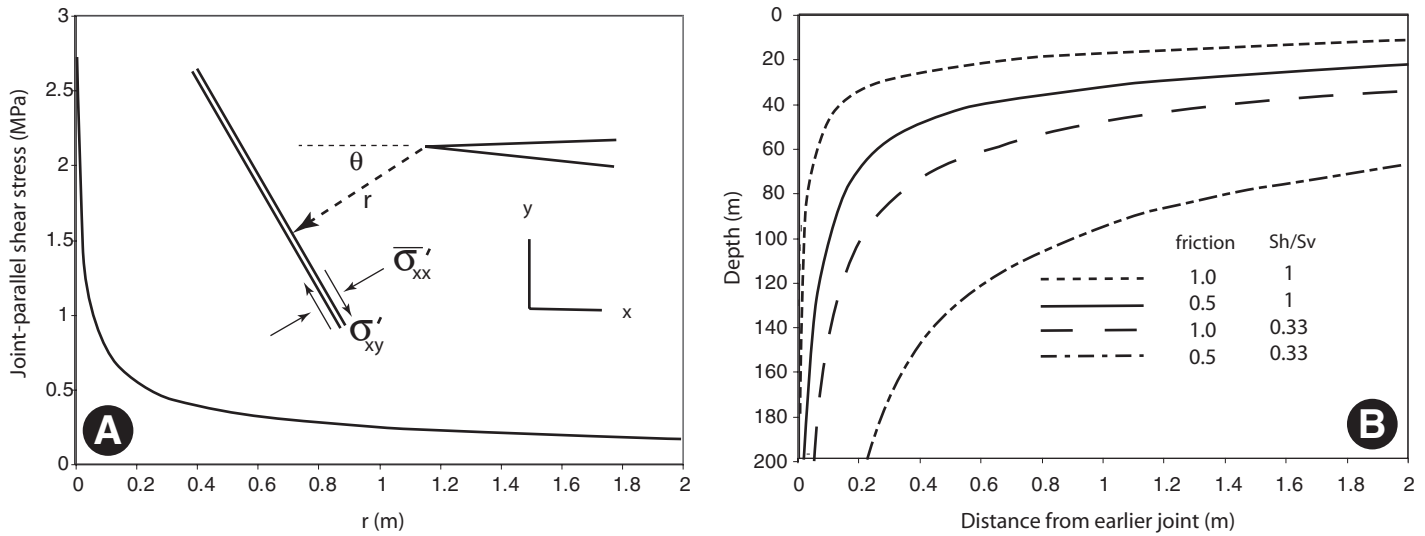 Joint-parallel shear stress (MPa)
3
2.5
2
1.5
1
0.5
0
0 0.2 0.4 0.6 0.8 1 1.2 1.4 1.6 1.8 2
r (m)
θ
r
σ̅xx'
σxy'
y
x
A
Depth (m)
0
20
40
60
80
100
120
140
160
180
200
0 0.2 0.4 0.6 0.8 1 1.2 1.4 1.6 1.8 2
Distance from earlier joint (m)
friction Sh/Sv
1.0 1
0.5 1
1.0 0.33
0.5 0.33
B